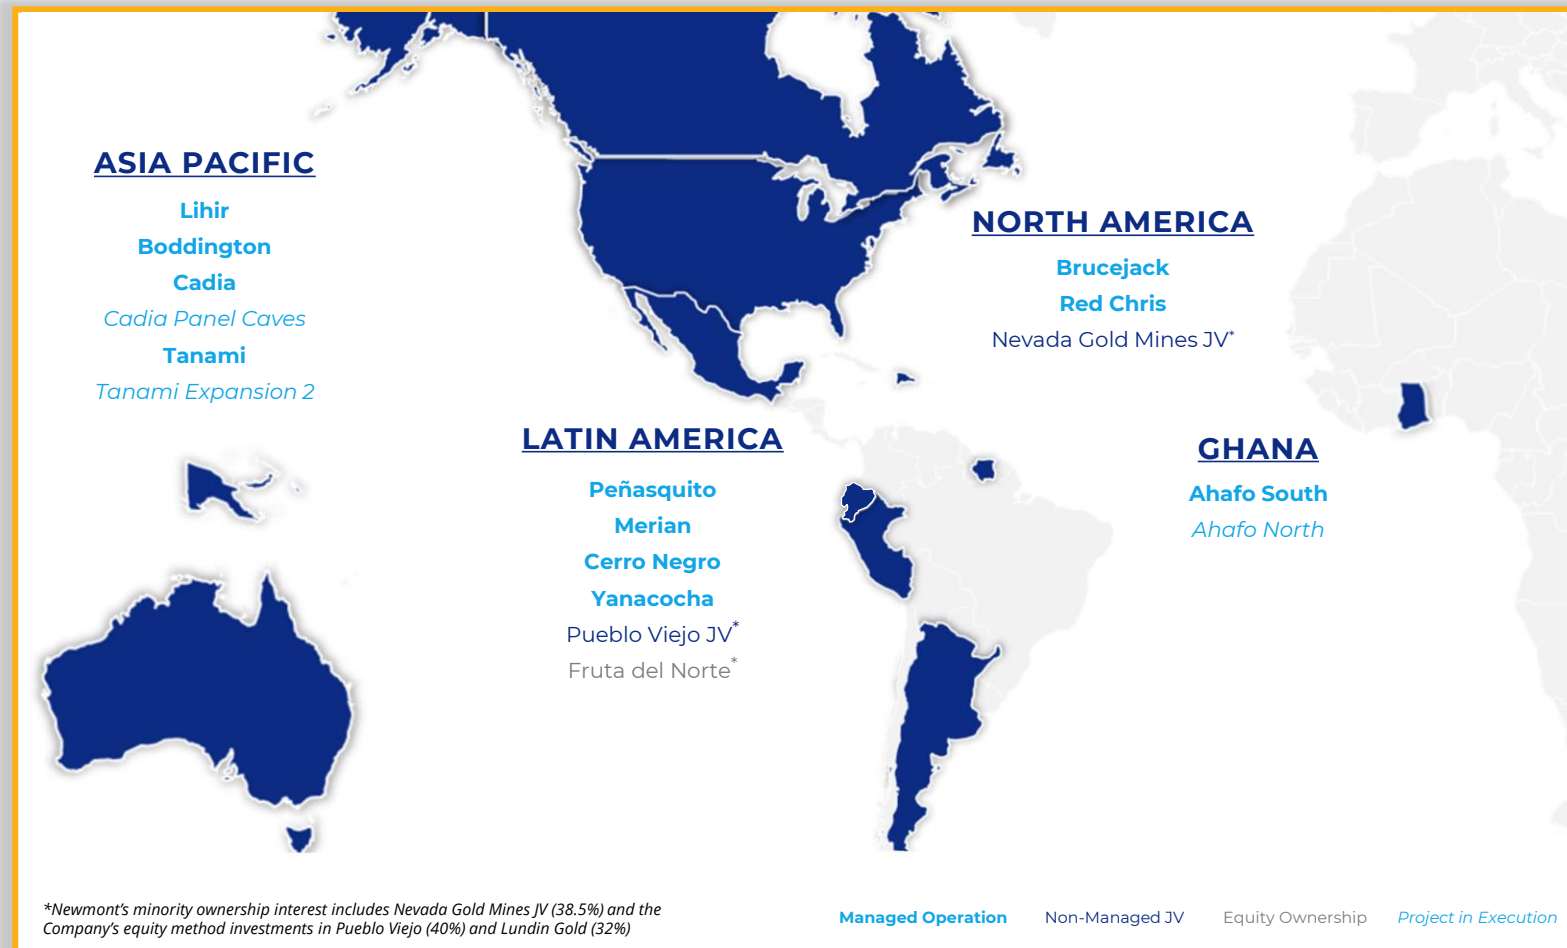 ASIA PACIFIC
Lihir
Boddington
Cadia
Cadia Panel Caves
Tanami
Tanami Expansion 2
NORTH AMERICA
Brucejack
Red Chris
Nevada Gold Mines JV*
LATIN AMERICA
Peñasquito
Merian
Cerro Negro
Yanacocha
Pueblo Viejo JV*
Fruta del Norte*
GHANA
Ahafo South
Ahafo North
*Newmont's minority ownership interest includes Nevada Gold Mines JV (38.5%) and the
Company's equity method investments in Pueblo Viejo (40%) and Lundin Gold (32%)
Managed Operation Non-Managed JV Equity Ownership Project in Execution